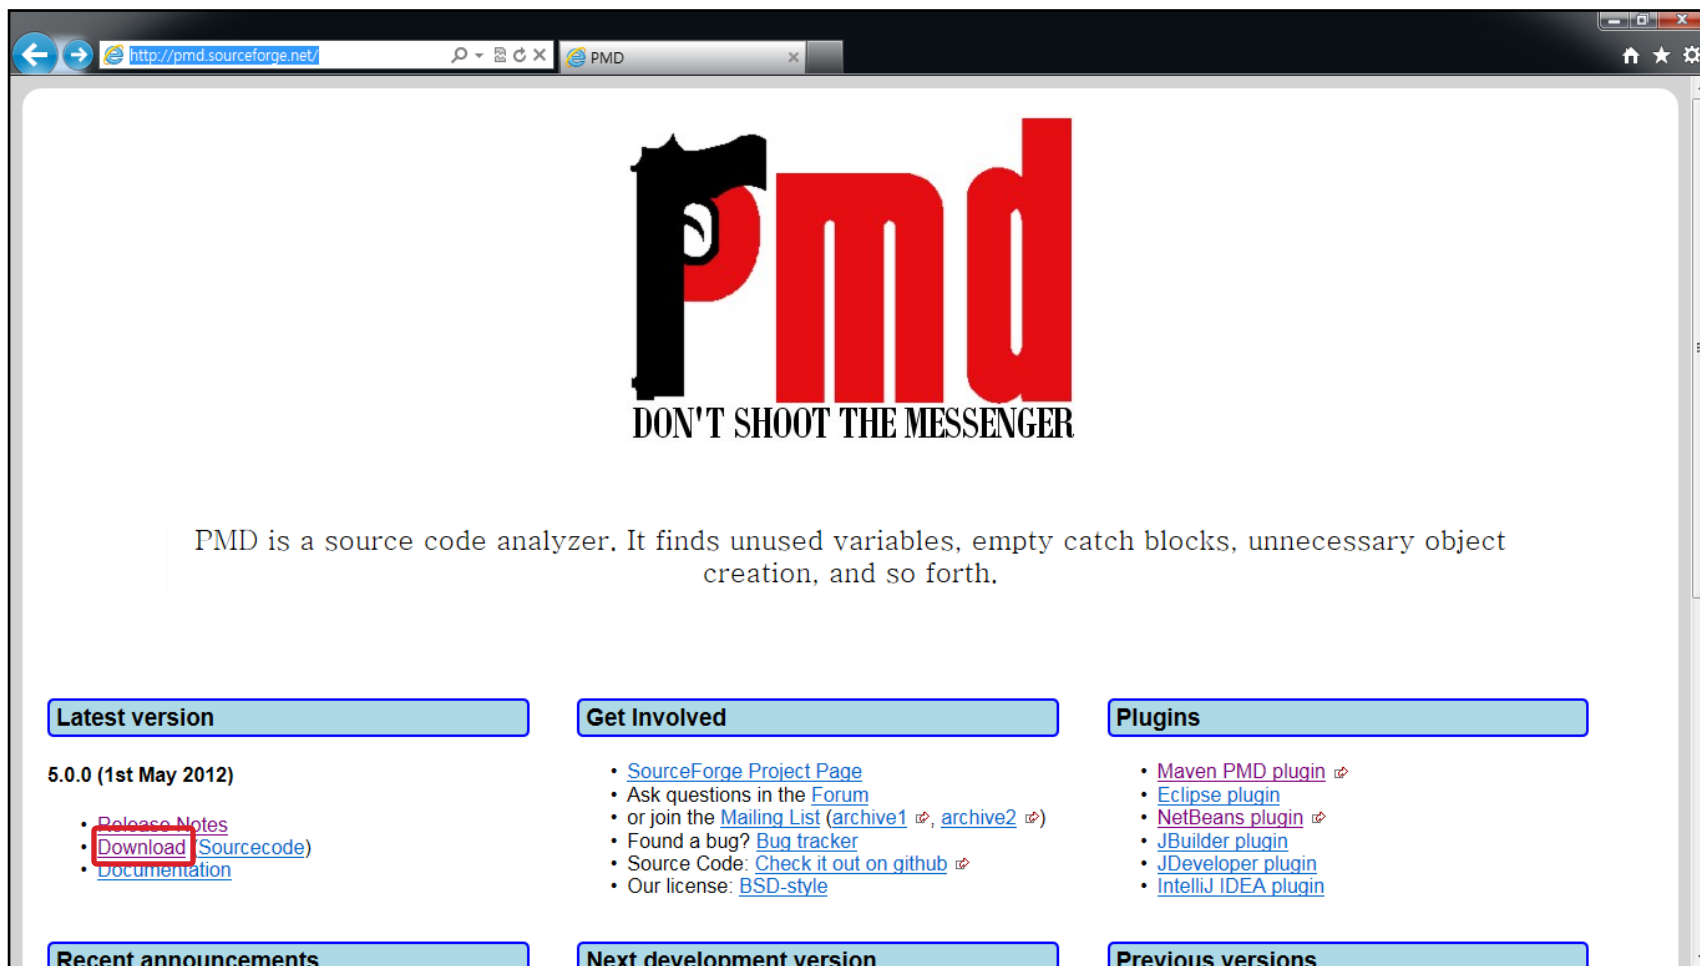 http://pmd.sourceforge.net/
PMD
pmd
DON'T SHOOT THE MESSENGER
PMD is a source code analyzer. It finds unused variables, empty catch blocks, unnecessary object
creation, and so forth.
Latest version
5.0.0 (1st May 2012)
• Release Notes
• Download (Sourcecode)
• Documentation
Get Involved
• SourceForge Project Page
• Ask questions in the Forum
• or join the Mailing List (archive1, archive2)
• Found a bug? Bug tracker
• Source Code: Check it out on github
• Our license: BSD-style
Plugins
• Maven PMD plugin
• Eclipse plugin
• NetBeans plugin
• JBuilder plugin
• JDeveloper plugin
• IntelliJ IDEA plugin
Recent announcements
Next development version
Previous versions